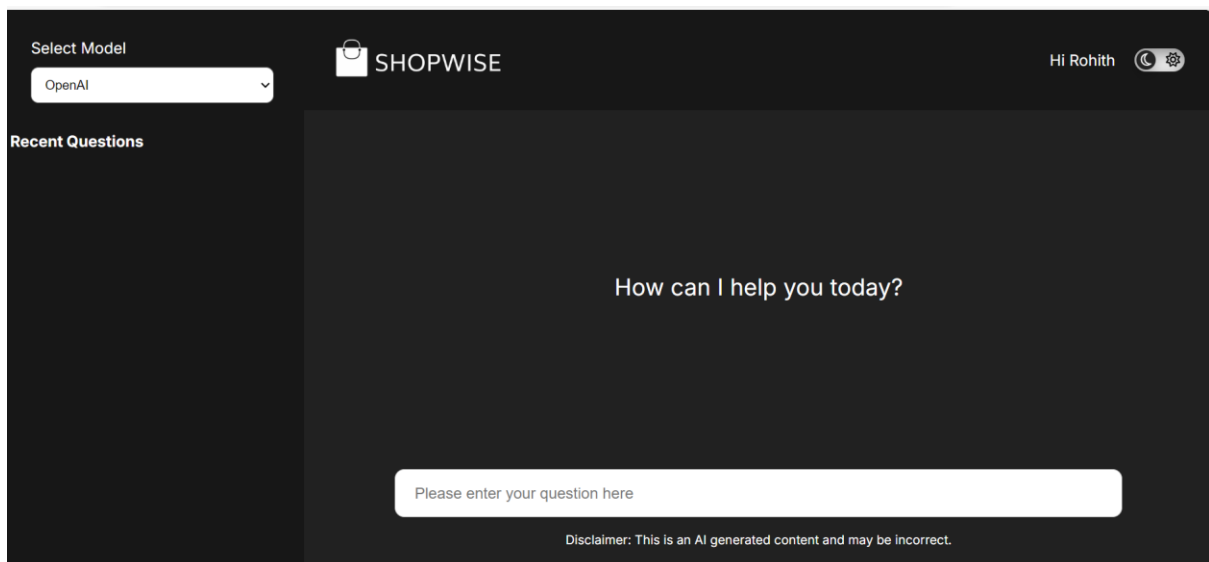 Select Model
OpenAI
Recent Questions
SHOPWISE
Hi Rohith
How can I help you today?
Please enter your question here
Disclaimer: This is an AI generated content and may be incorrect.